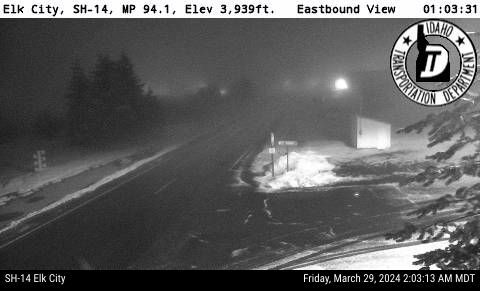 Elk City, SH-14, MP 94.1, Elev 3,939ft. Eastbound View 01:03:31
IDAHO
TRANSPORTATION DEPARTMENT
SH-14 Elk City Friday, March 29, 2024 2:03:13 AM MDT